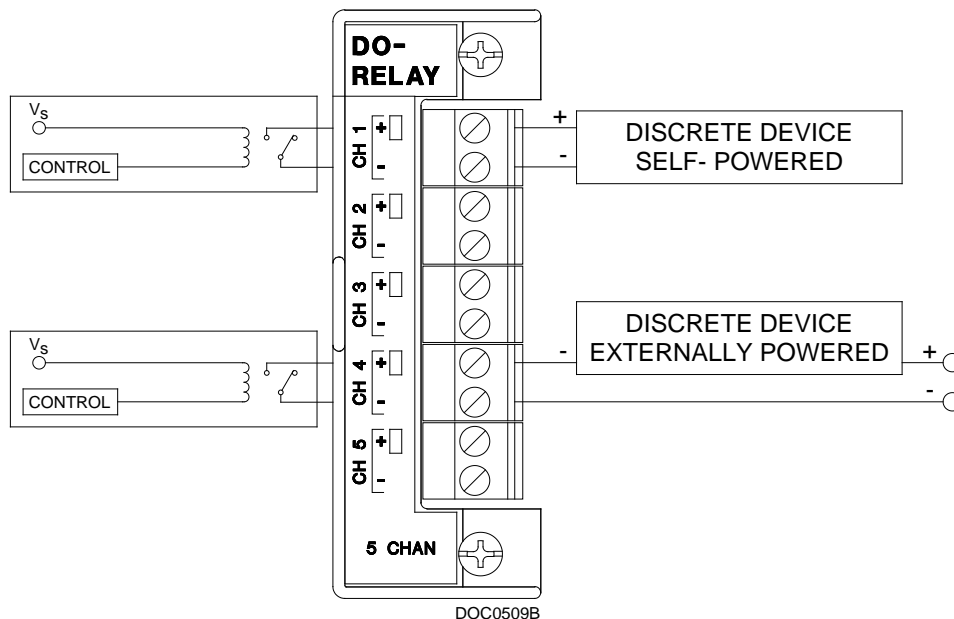 DO-
RELAY
Vs
CONTROL
CH 1
+
-
+
-
DISCRETE DEVICE
SELF- POWERED
CH 2
+
-
CH 3
+
-
Vs
CONTROL
CH 4
+
-
-
DISCRETE DEVICE
EXTERNALLY POWERED
+
-
CH 5
+
-
5 CHAN
DOC0509B